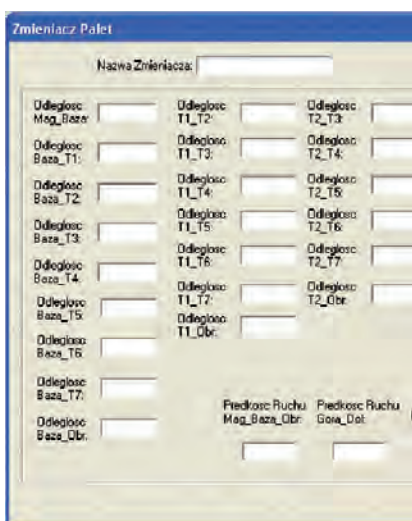 Zmieniacz Palet
Nazwa Zmieniacza:
Odleglosc
Mag_Baza:
Odleglosc
Baza_T1:
Odleglosc
Baza_T2:
Odleglosc
Baza_T3:
Odleglosc
Baza_T4:
Odleglosc
Baza_T5:
Odleglosc
Baza_T6:
Odleglosc
Baza_T7:
Odleglosc
Baza_Obr:
Odleglosc
T1_T2:
Odleglosc
T1_T3:
Odleglosc
T1_T4:
Odleglosc
T1_T5
Odleglosc
T1_T6:
Odleglosc
T1_T7:
Odleglosc
T1_Obr:
Odleglosc
T2_T3:
Odleglosc
T2_T4:
Odleglosc
T2_T5:
Odleglosc
T2_T6:
Odleglosc
T2_T7:
Odleglosc
T2_Obr:
Predkosc Ruchu
Mag_Baza_Obr:
Predkosc Ruchu
Gora_Dol: